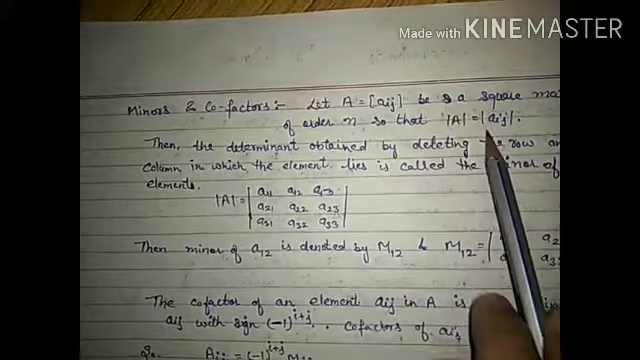 Made with KINEMASTER
Minors & Co-factors:- Let A = [aij] be a square
of order n so that |A| = |aij|.
Then, the determinant obtained by deleting row
column in which the element lies is called the of
elements.
|A| = | a11 a12 a13 |
| a21 a22 a23 |
| a31 a32 a33 |
Then minor of a12 is denoted by M12 & M12 = |
The cofactor of an element aij in A is
aij with sign (-1)^i+j. Cofactors of
Aij = (-1)^i+j